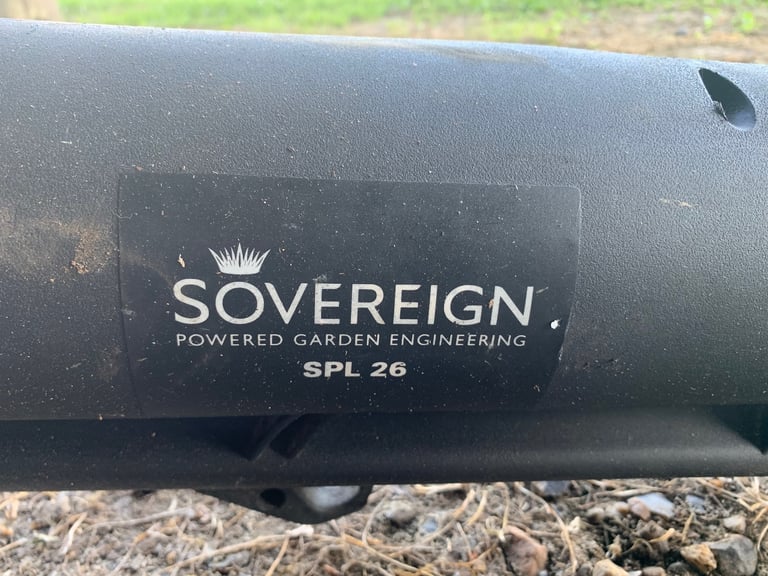 SOVEREIGN
POWERED GARDEN ENGINEERING
SPL 26